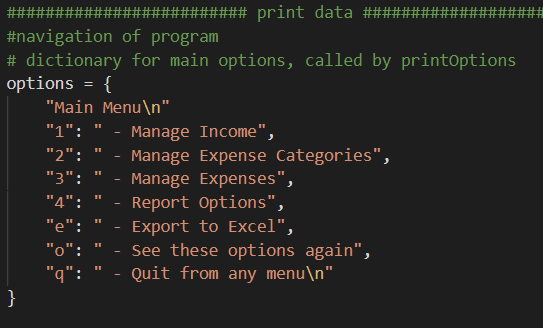 ######################### print data ###################
#navigation of program
# dictionary for main options, called by printOptions
options = {
    "Main Menu\n"
    "1": " - Manage Income",
    "2": " - Manage Expense Categories",
    "3": " - Manage Expenses",
    "4": " - Report Options",
    "e": " - Export to Excel",
    "o": " - See these options again",
    "q": " - Quit from any menu\n"
}